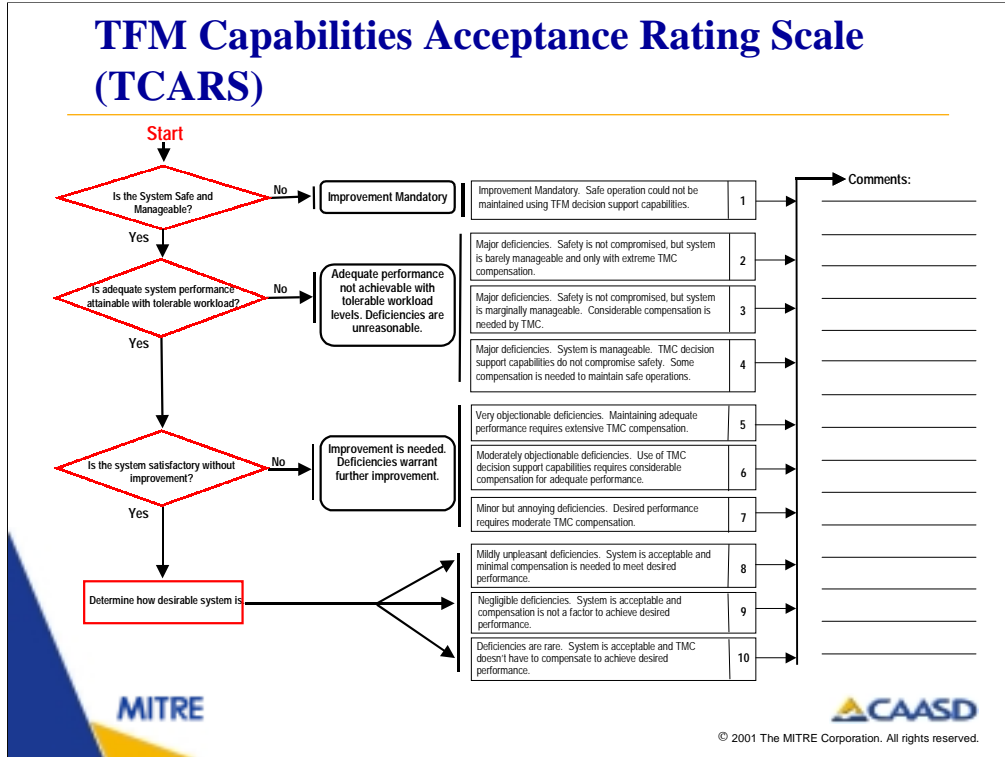 TFM Capabilities Acceptance Rating Scale
(TCARS)
Start
Is the System Safe and
Manageable?
No
Improvement Mandatory
Improvement Mandatory. Safe operation could not be
maintained using TFM decision support capabilities.
1
Comments:
Yes
Is adequate system performance
attainable with tolerable workload?
No
Adequate performance
not achievable with
tolerable workload
levels. Deficiencies are
unreasonable.
Major deficiencies. Safety is not compromised, but system
is barely manageable and only with extreme TMC
compensation.
2
Major deficiencies. Safety is not compromised, but system
is marginally manageable. Considerable compensation is
needed by TMC.
3
Major deficiencies. System is manageable. TMC decision
support capabilities do not compromise safety. Some
compensation is needed to maintain safe operations.
4
Yes
Is the system satisfactory without
improvement?
No
Improvement is needed.
Deficiencies warrant
further improvement.
Very objectionable deficiencies. Maintaining adequate
performance requires extensive TMC compensation.
5
Moderately objectionable deficiencies. Use of TMC
decision support capabilities requires considerable
compensation for adequate performance.
6
Minor but annoying deficiencies. Desired performance
requires moderate TMC compensation.
7
Yes
Determine how desirable system is
Mildly unpleasant deficiencies. System is acceptable and
minimal compensation is needed to meet desired
performance.
8
Negligible deficiencies. System is acceptable and
compensation is not a factor to achieve desired
performance.
9
Deficiencies are rare. System is acceptable and TMC
doesn't have to compensate to achieve desired
performance.
10
MITRE
CAASD
© 2001 The MITRE Corporation. All rights reserved.